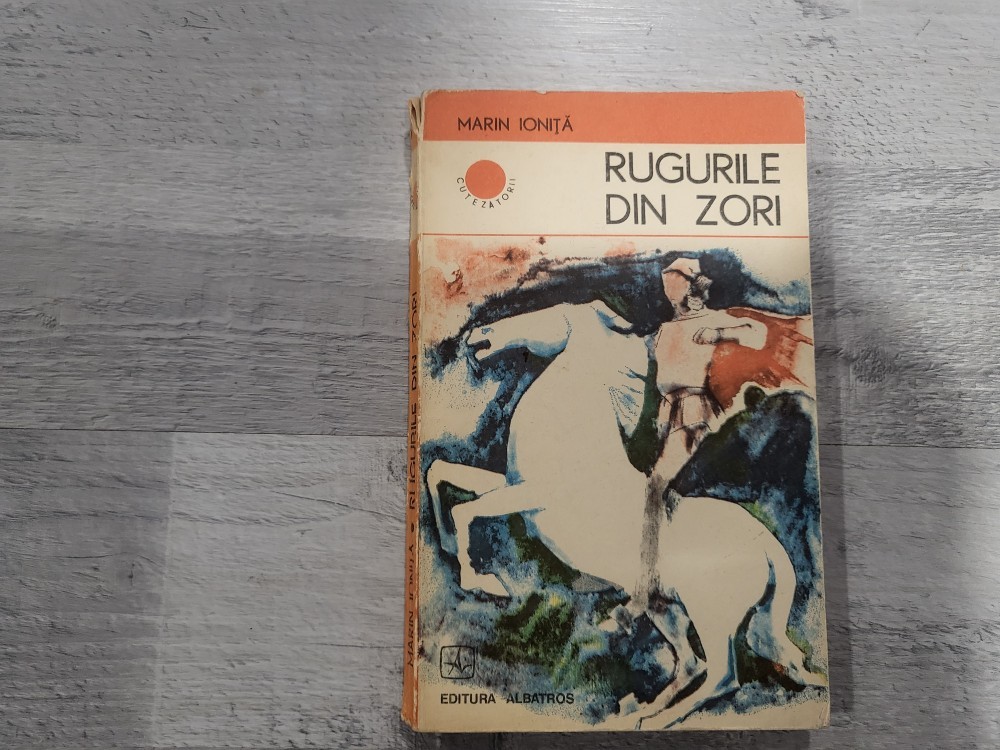 MARIN IONIȚĂ
CUTEZĂTORII
RUGURILE
DIN ZORI
EDITURA ALBATROS
MARIN IONIȚĂ • RUGURILE DIN ZORI